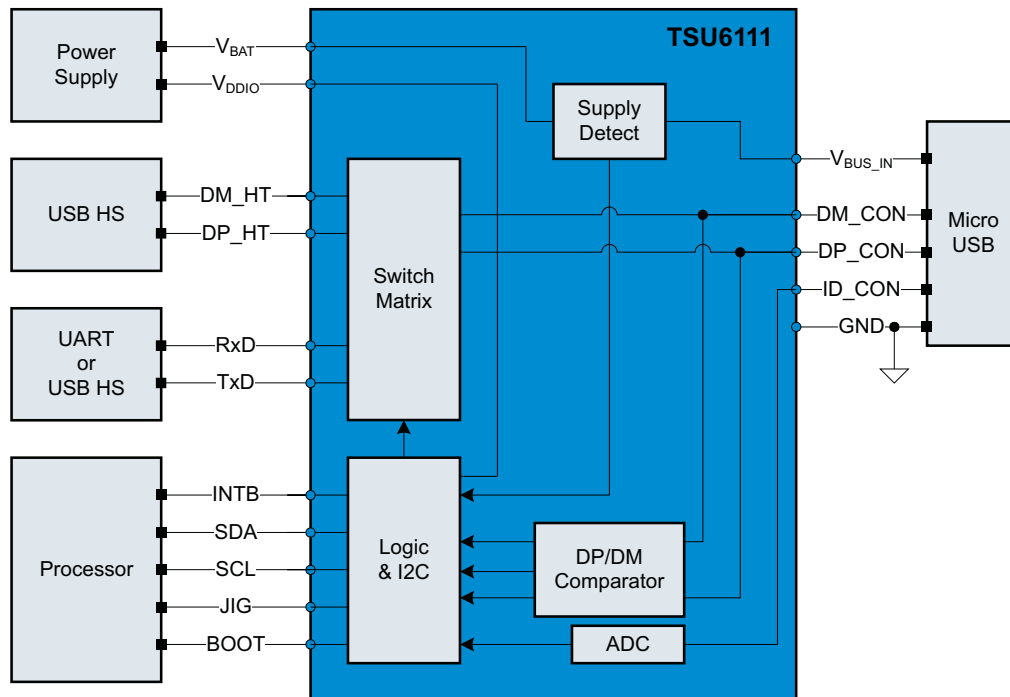 TSU6111
Power
Supply
VBAT
VDDIO
Supply
Detect
USB HS
DM_HT
DP_HT
Switch
Matrix
VBUS_IN
DM_CON
DP_CON
ID_CON
GND
Micro
USB
UART
or
USB HS
RxD
TxD
Processor
INTB
SDA
SCL
JIG
BOOT
Logic
& I2C
DP/DM
Comparator
ADC